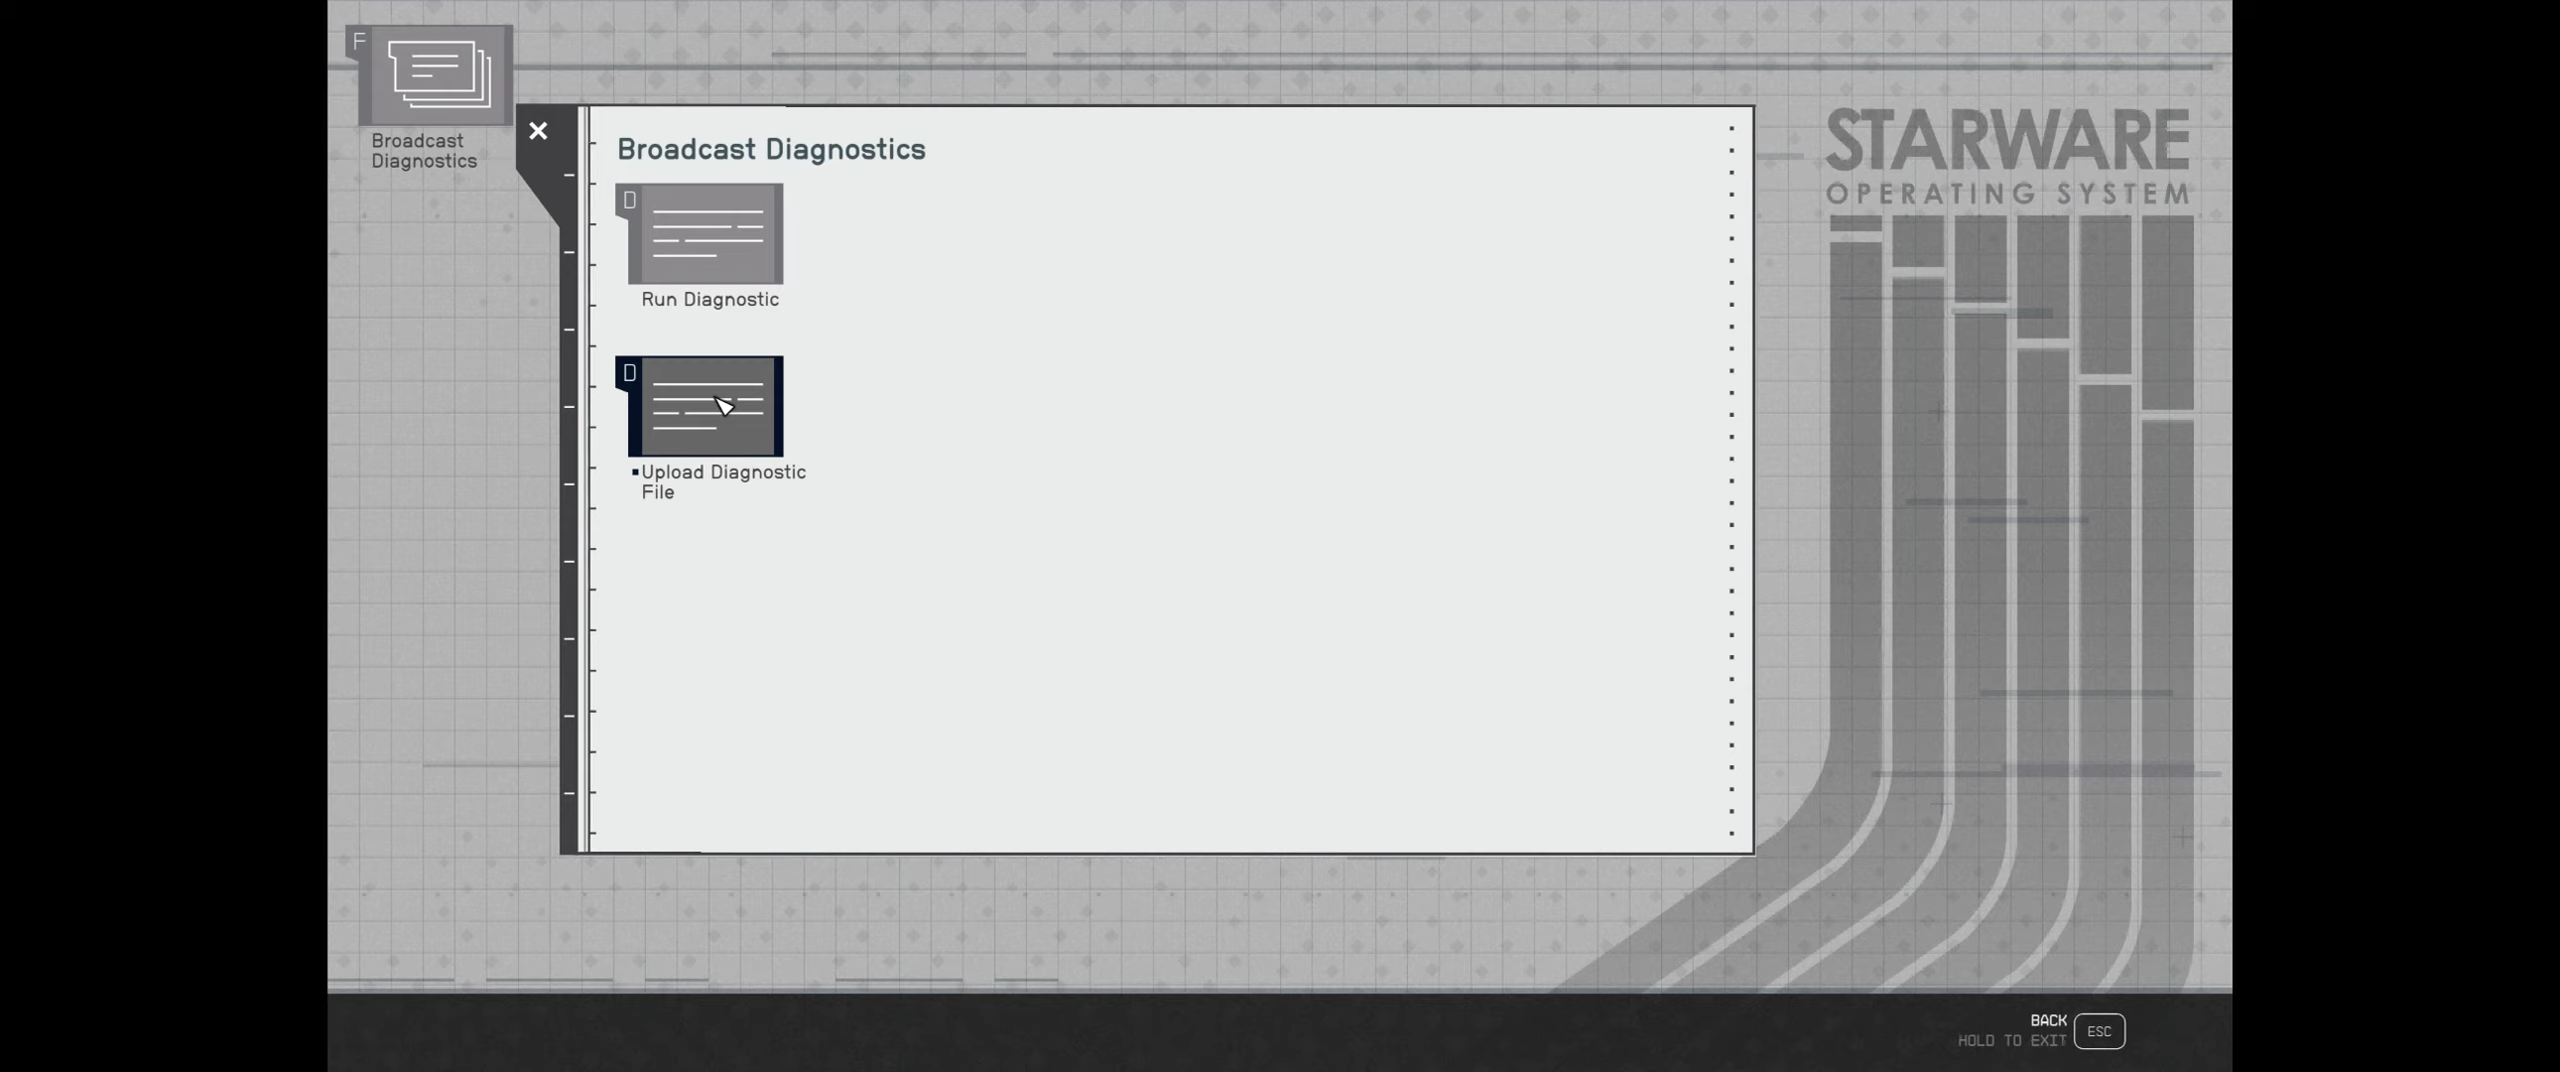 F
Broadcast
Diagnostics
Broadcast Diagnostics
D
Run Diagnostic
D
Upload Diagnostic
File
STARWARE
OPERATING SYSTEM
BACK
HOLD TO EXIT
ESC